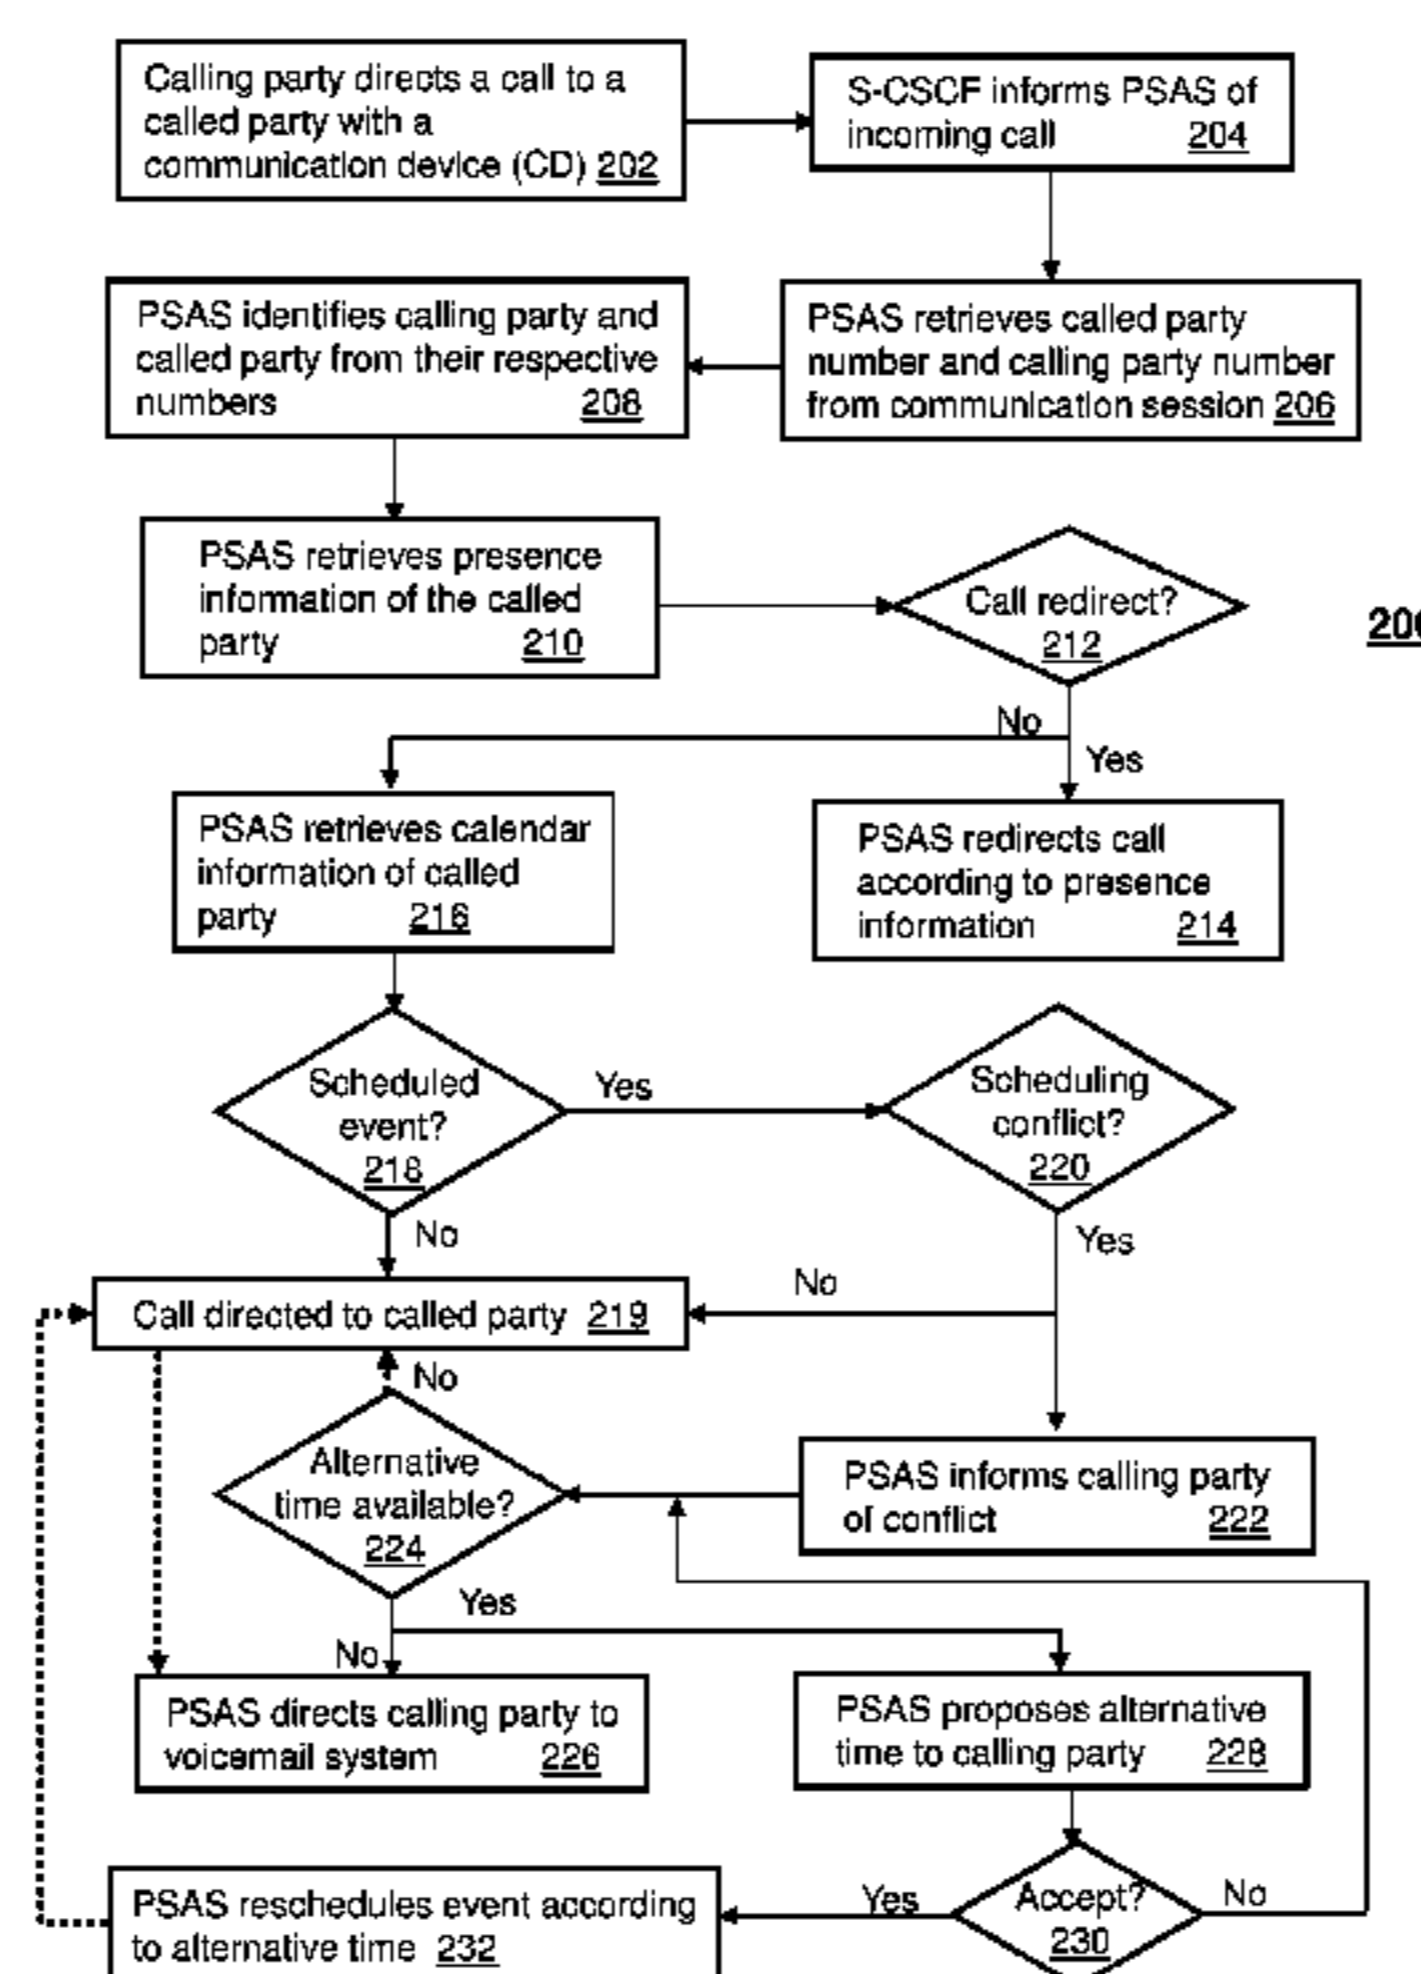 Calling party directs a call to a
called party with a
communication device (CD) 202
S-CSCF informs PSAS of
incoming call 204
PSAS identifies calling party and
called party from their respective
numbers 208
PSAS retrieves called party
number and calling party number
from communication session 206
PSAS retrieves presence
information of the called
party 210
Call redirect?
212
No
Yes
PSAS retrieves calendar
information of called
party 216
PSAS redirects call
according to presence
information 214
Scheduled
event?
218
Yes
Scheduling
conflict?
220
No
Yes
No
Call directed to called party 219
No
Alternative
time available?
224
PSAS informs calling party
of conflict 222
Yes
No
PSAS directs calling party to
voicemail system 226
PSAS proposes alternative
time to calling party 228
PSAS reschedules event according
to alternative time 232
Yes
Accept?
230
No